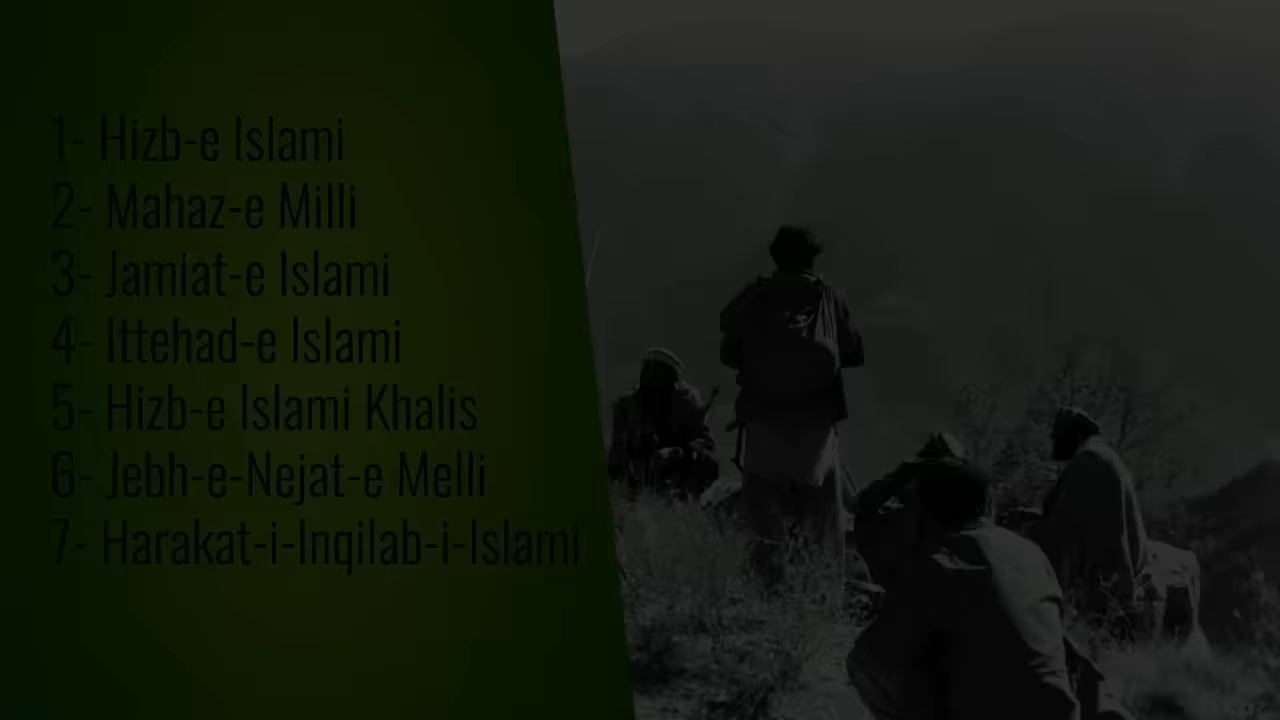 1- Hizb-e Islami
2- Mahaz-e Milli
3- Jamiat-e Islami
4- Ittehad-e Islami
5- Hizb-e Islami Khalis
6- Jebh-e-Nejat-e Melli
7- Harakat-i-Inqilab-i-Islami